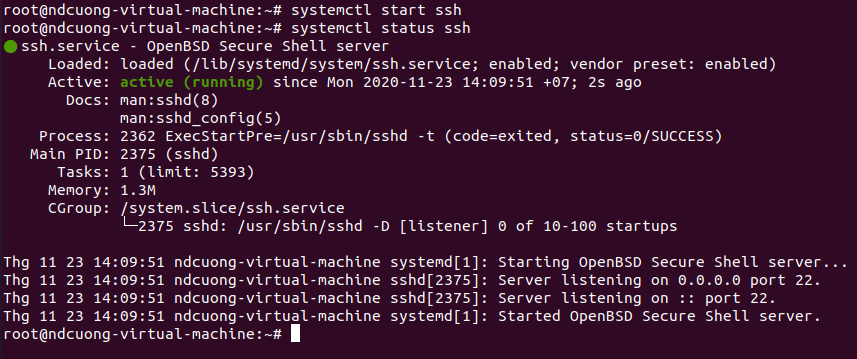 root@ndcuong-virtual-machine:~# systemctl start ssh
root@ndcuong-virtual-machine:~# systemctl status ssh
● ssh.service - OpenBSD Secure Shell server
     Loaded: loaded (/lib/systemd/system/ssh.service; enabled; vendor preset: enabled)
     Active: active (running) since Mon 2020-11-23 14:09:51 +07; 2s ago
       Docs: man:sshd(8)
             man:sshd_config(5)
    Process: 2362 ExecStartPre=/usr/sbin/sshd -t (code=exited, status=0/SUCCESS)
   Main PID: 2375 (sshd)
      Tasks: 1 (limit: 5393)
     Memory: 1.3M
     CGroup: /system.slice/ssh.service
             └─2375 sshd: /usr/sbin/sshd -D [listener] 0 of 10-100 startups
Thg 11 23 14:09:51 ndcuong-virtual-machine systemd[1]: Starting OpenBSD Secure Shell server...
Thg 11 23 14:09:51 ndcuong-virtual-machine sshd[2375]: Server listening on 0.0.0.0 port 22.
Thg 11 23 14:09:51 ndcuong-virtual-machine sshd[2375]: Server listening on :: port 22.
Thg 11 23 14:09:51 ndcuong-virtual-machine systemd[1]: Started OpenBSD Secure Shell server.
root@ndcuong-virtual-machine:~#